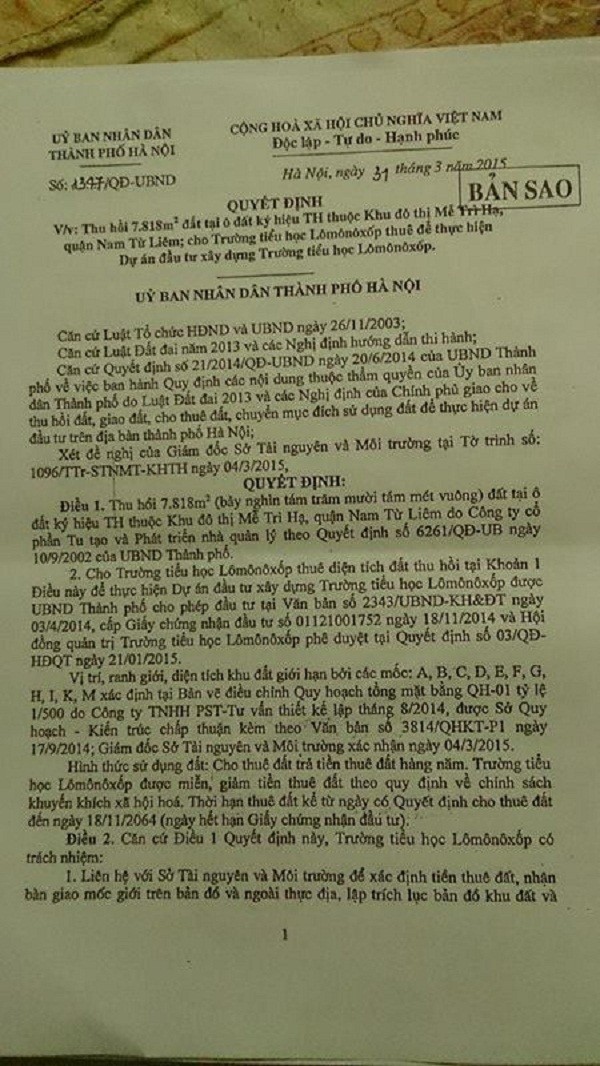 UỶ BAN NHÂN DÂN
THÀNH PHỐ HÀ NỘI
Số: 1347/QĐ-UBND
CỘNG HOÀ XÃ HỘI CHỦ NGHĨA VIỆT NAM
Độc lập - Tự do - Hạnh phúc
Hà Nội, ngày 31 tháng 3 năm 2015
BẢN SAO
QUYẾT ĐỊNH
V/v: Thu hồi 7.818m² đất tại ô đất ký hiệu TH thuộc Khu đô thị Mễ Trì Hạ,
quận Nam Từ Liêm; cho Trường tiểu học Lômônôxốp thuê để thực hiện
Dự án đầu tư xây dựng Trường tiểu học Lômônôxốp.
UỶ BAN NHÂN DÂN THÀNH PHỐ HÀ NỘI
Căn cứ Luật Tổ chức HĐND và UBND ngày 26/11/2003;
Căn cứ Luật Đất đai năm 2013 và các Nghị định hướng dẫn thi hành;
Căn cứ Quyết định số 21/2014/QĐ-UBND ngày 20/6/2014 của UBND Thành
phố về việc ban hành Quy định các nội dung thuộc thẩm quyền của Ủy ban nhân
dân Thành phố do Luật Đất đai 2013 và các Nghị định của Chính phủ giao cho về
thu hồi đất, giao đất, cho thuê đất, chuyển mục đích sử dụng đất để thực hiện dự án
đầu tư trên địa bàn thành phố Hà Nội;
Xét đề nghị của Giám đốc Sở Tài nguyên và Môi trường tại Tờ trình số:
1096/TTr-STNMT-KHTH ngày 04/3/2015,
QUYẾT ĐỊNH:
Điều 1. Thu hồi 7.818m² (bảy nghìn tám trăm mười tám mét vuông) đất tại ô
đất ký hiệu TH thuộc Khu đô thị Mễ Trì Hạ, quận Nam Từ Liêm do Công ty cổ
phần Tu tạo và Phát triển nhà quản lý theo Quyết định số 6261/QĐ-UB ngày
10/9/2002 của UBND Thành phố.
2. Cho Trường tiểu học Lômônôxốp thuê diện tích đất thu hồi tại Khoản 1
Điều này để thực hiện Dự án đầu tư xây dựng Trường tiểu học Lômônôxốp được
UBND Thành phố cho phép đầu tư tại Văn bản số 2343/UBND-KH&ĐT ngày
03/4/2014, cấp Giấy chứng nhận đầu tư số 01121001752 ngày 18/11/2014 và Hội
đồng quản trị Trường tiểu học Lômônôxốp phê duyệt tại Quyết định số 03/QĐ-
HĐQT ngày 21/01/2015.
Vị trí, ranh giới, diện tích khu đất giới hạn bởi các mốc: A, B, C, D, E, F, G,
H, I, K, M xác định tại Bản vẽ điều chỉnh Quy hoạch tổng mặt bằng QH-01 tỷ lệ
1/500 do Công ty TNHH PST-Tư vấn thiết kế lập tháng 8/2014, được Sở Quy
hoạch - Kiến trúc chấp thuận kèm theo Văn bản số 3814/QHKT-P1 ngày
17/9/2014; Giám đốc Sở Tài nguyên và Môi trường xác nhận ngày 04/3/2015.
Hình thức sử dụng đất: Cho thuê đất trả tiền thuê đất hàng năm. Trường tiểu
học Lômônôxốp được miễn, giảm tiền thuê đất theo quy định về chính sách
khuyến khích xã hội hoá. Thời hạn thuê đất kể từ ngày có Quyết định cho thuê đất
đến ngày 18/11/2064 (ngày hết hạn Giấy chứng nhận đầu tư).
Điều 2. Căn cứ Điều 1 Quyết định này, Trường tiểu học Lômônôxốp có
trách nhiệm:
1. Liên hệ với Sở Tài nguyên và Môi trường để xác định tiền thuê đất, nhận
bàn giao mốc giới trên bản đồ và ngoài thực địa, lập trích lục bản đồ khu đất và
1